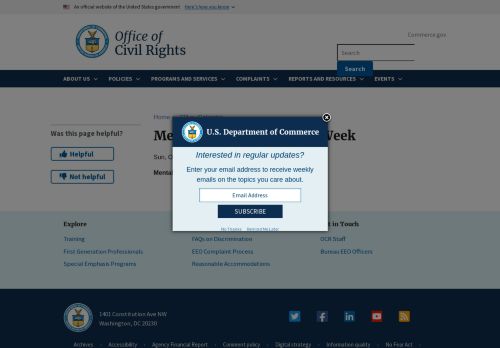 An official website of the United States government Here's how you know
Office of
Civil Rights
Commerce.gov
Search
Search
ABOUT US POLICIES PROGRAMS AND SERVICES COMPLAINTS REPORTS AND RESOURCES EVENTS
Was this page helpful?
Helpful
Not helpful
Home
Me
Week
Sun, O
Mental
U.S. Department of Commerce
Interested in regular updates?
Enter your email address to receive weekly
emails on the topics you care about.
Email Address
SUBSCRIBE
No Thanks Remind Me Later
Explore
Training
First Generation Professionals
Special Emphasis Programs
FAQs on Discrimination
EEO Complaint Process
Reasonable Accommodations
t in Touch
OCR Staff
Bureau EEO Officers
1401 Constitution Ave NW
Washington, DC 20230
Archives Accessibility Agency Financial Report Comment policy Digital strategy Information quality No Fear Act